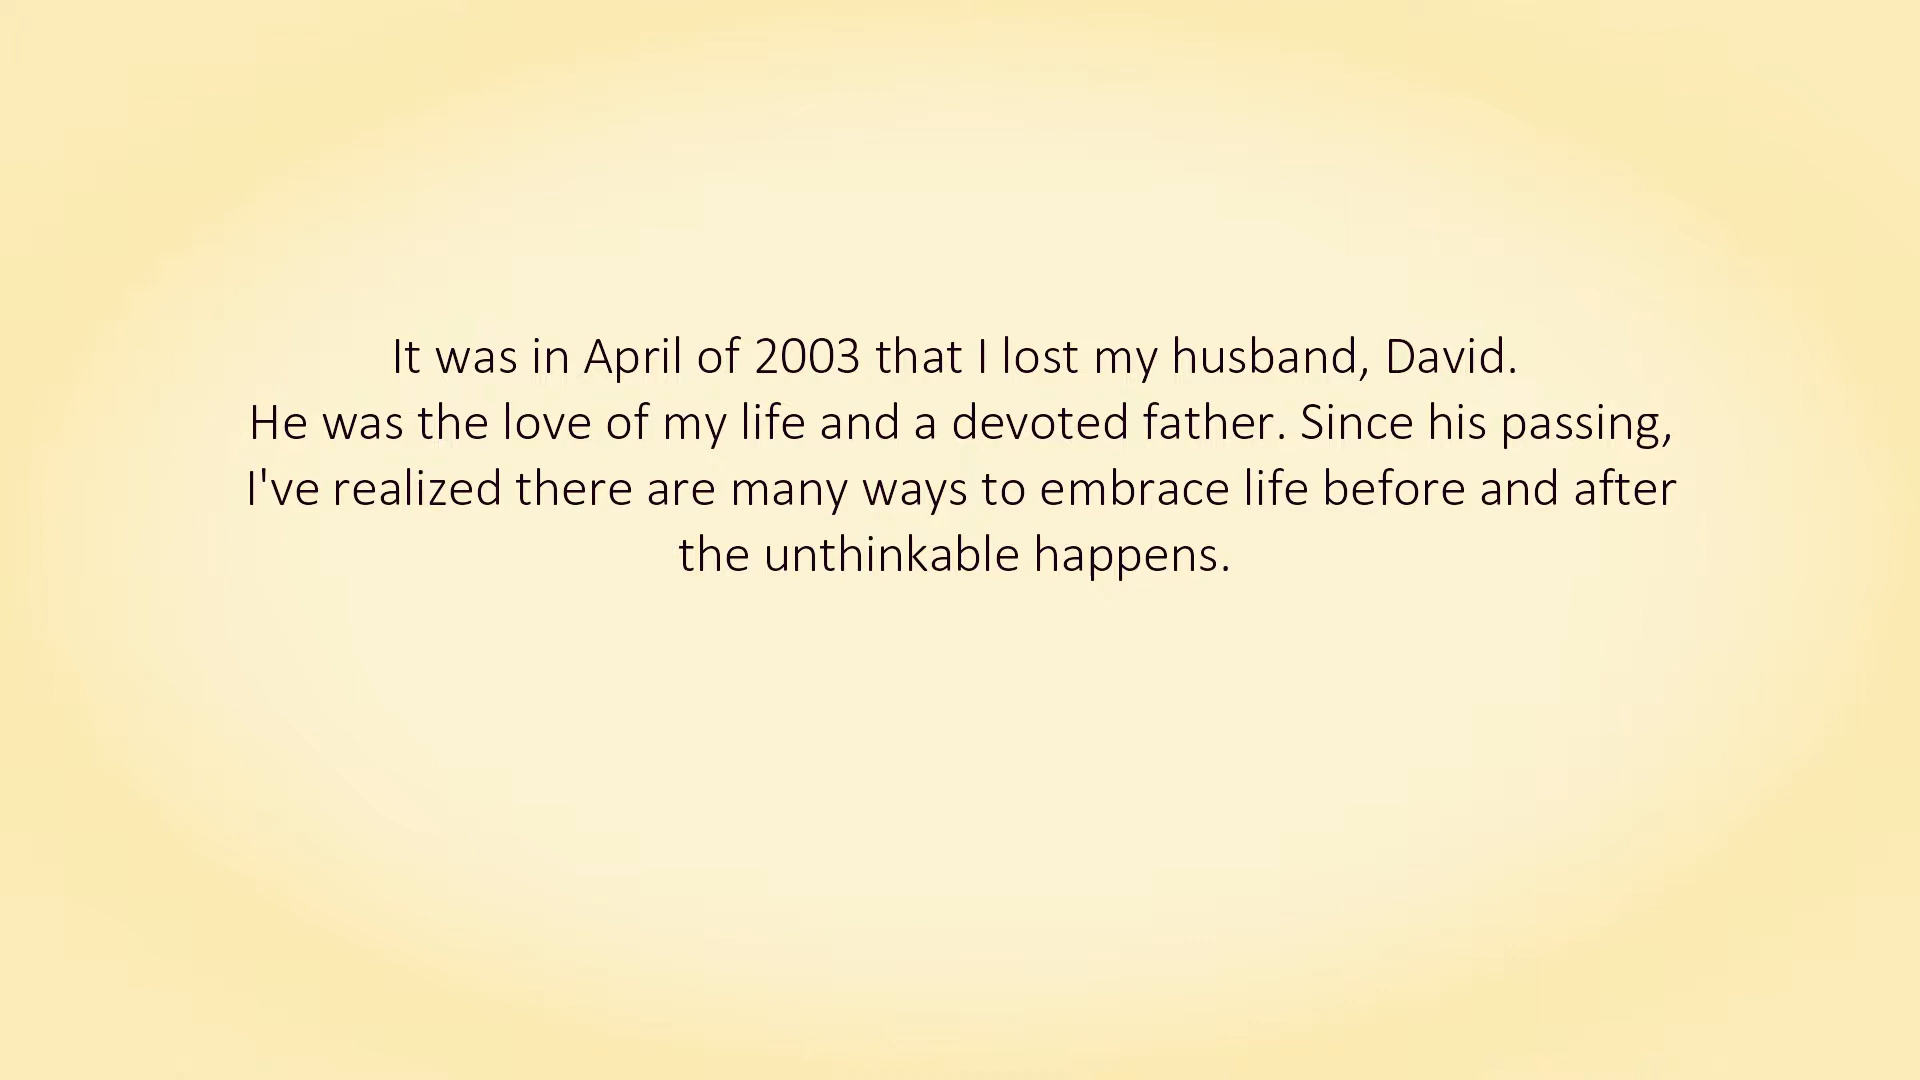 It was in April of 2003 that I lost my husband, David.
He was the love of my life and a devoted father. Since his passing,
I've realized there are many ways to embrace life before and after
the unthinkable happens.